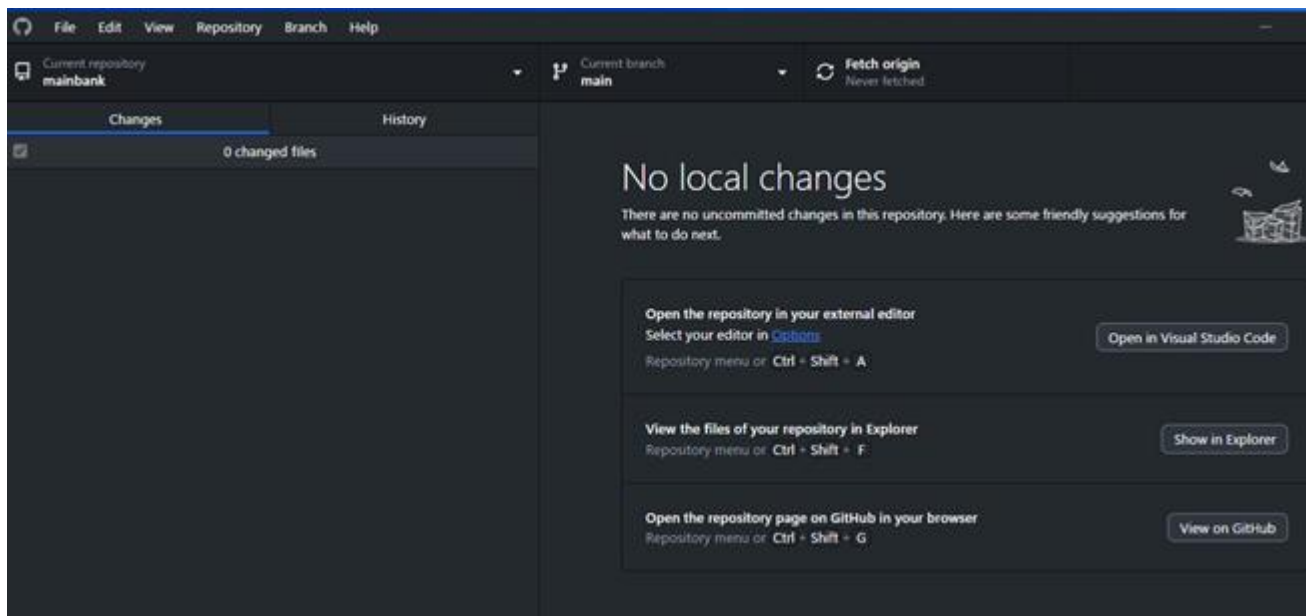 File Edit View Repository Branch Help
Current repository
mainbank
Current branch
main
Fetch origin
Never fetched
Changes History
0 changed files
No local changes
There are no uncommitted changes in this repository. Here are some friendly suggestions for
what to do next.
Open the repository in your external editor
Select your editor in Options
Repository menu or Ctrl + Shift + A
Open in Visual Studio Code
View the files of your repository in Explorer
Repository menu or Ctrl + Shift + F
Show in Explorer
Open the repository page on GitHub in your browser
Repository menu or Ctrl + Shift + G
View on GitHub